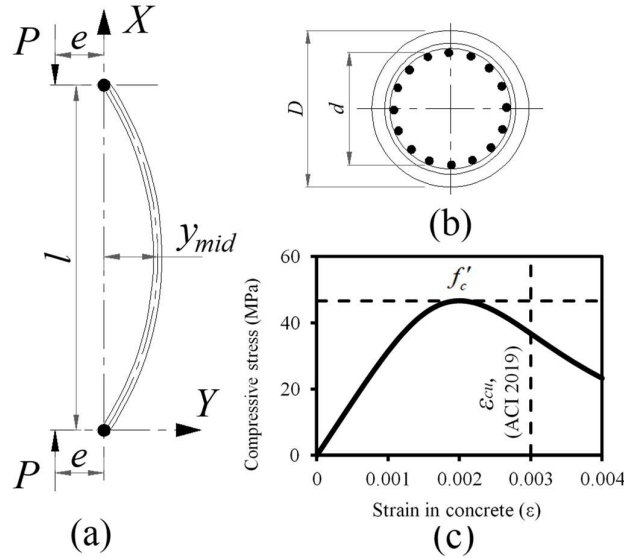 X
P
e
l
y_mid
Y
P
e
(a)
D
d
(b)
60
40
20
0
Compressive stress (MPa)
f'_c
ε_cu,
(ACI 2019)
0 0.001 0.002 0.003 0.004
Strain in concrete (ε)
(c)